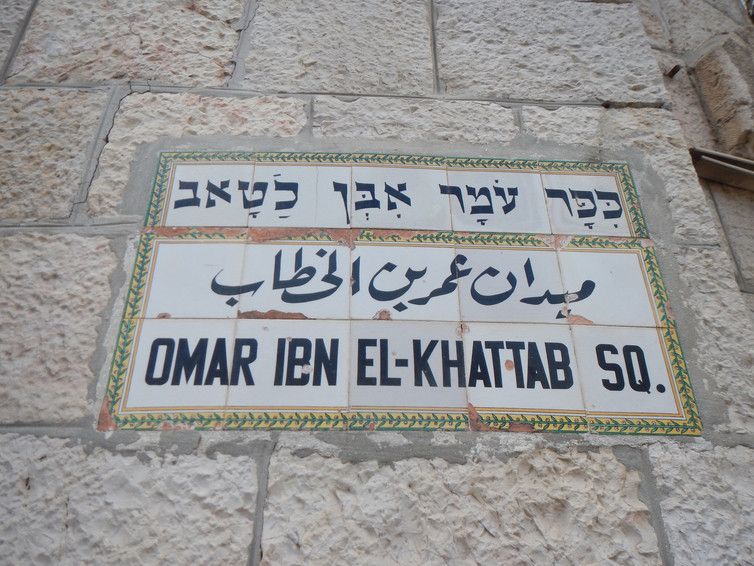 כִּכָּר עֹמָר אִבְּן כַטָאב
ميدان عمر بن الخطاب
OMAR IBN EL-KHATTAB SQ.